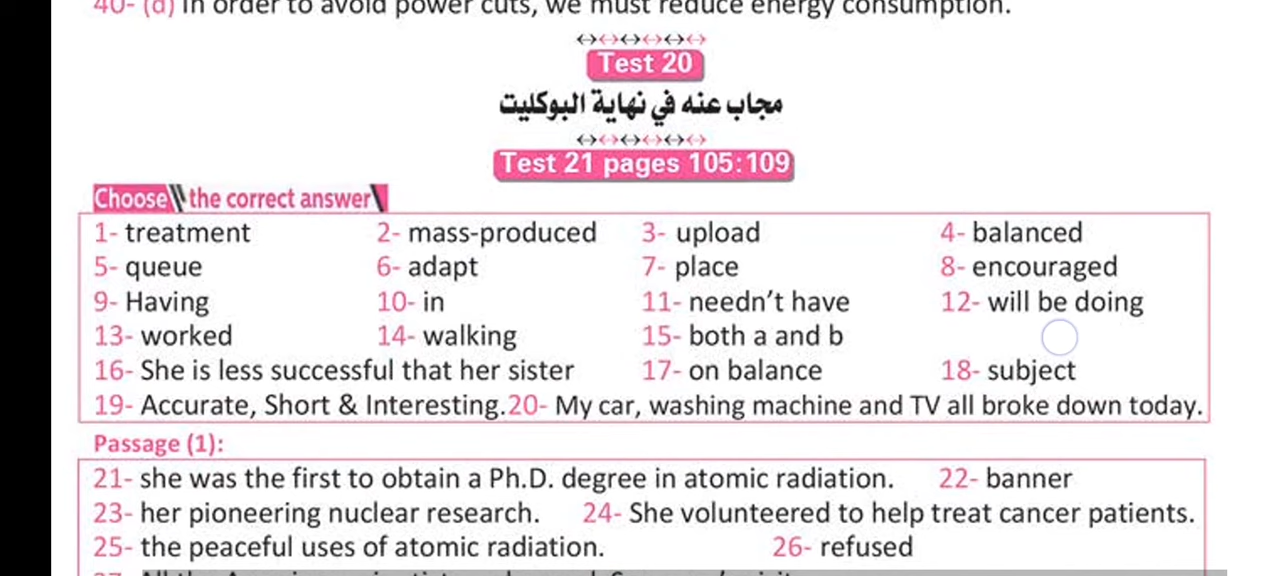 40- (d) In order to avoid power cuts, we must reduce energy consumption.
Test 20
مجاب عنه في نهاية البوكليت
Test 21 pages 105:109
Choose the correct answer
1- treatment 2- mass-produced 3- upload 4- balanced
5- queue 6- adapt 7- place 8- encouraged
9- Having 10- in 11- needn't have 12- will be doing
13- worked 14- walking 15- both a and b
16- She is less successful that her sister 17- on balance 18- subject
19- Accurate, Short & Interesting. 20- My car, washing machine and TV all broke down today.
Passage (1):
21- she was the first to obtain a Ph.D. degree in atomic radiation. 22- banner
23- her pioneering nuclear research. 24- She volunteered to help treat cancer patients.
25- the peaceful uses of atomic radiation. 26- refused